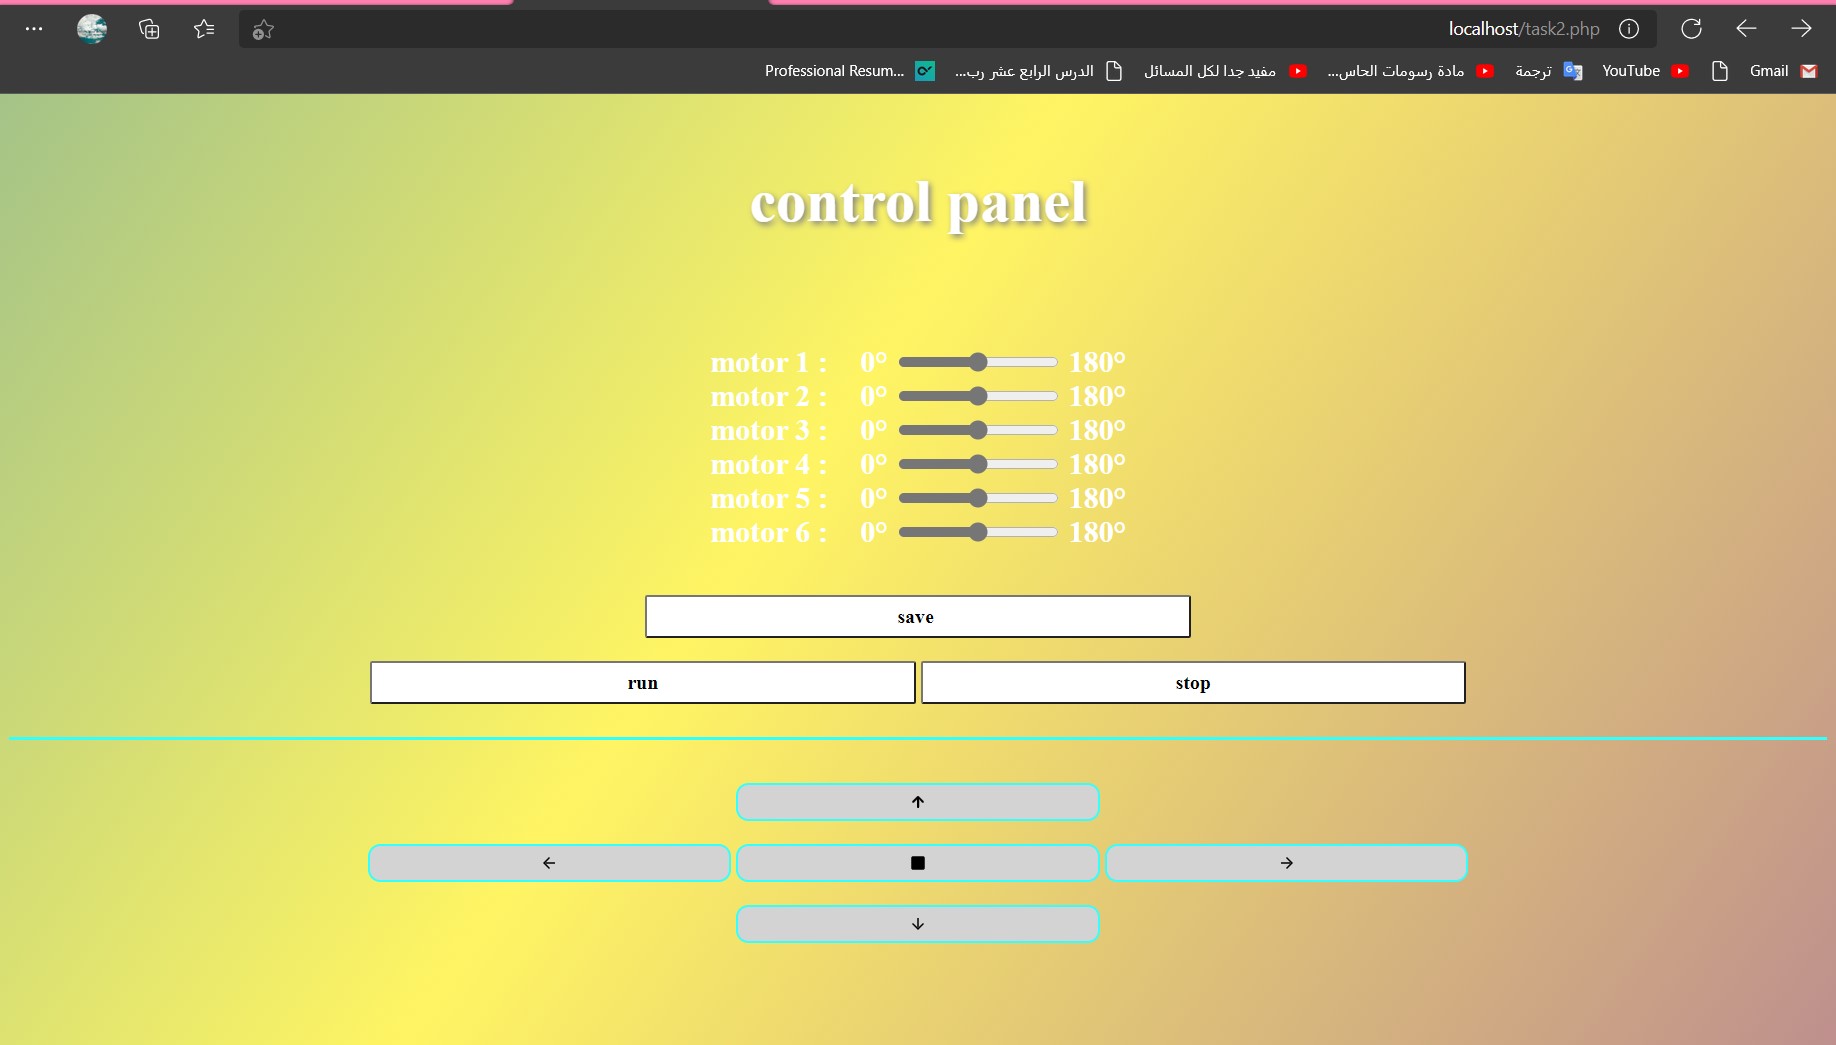 localhost/task2.php
Gmail
YouTube
ترجمة
مادة رسومات الحاس...
مفيد جدا لكل المسائل
الدرس الرابع عشر رب...
Professional Resum...
control panel
motor 1 : 0° 180°
motor 2 : 0° 180°
motor 3 : 0° 180°
motor 4 : 0° 180°
motor 5 : 0° 180°
motor 6 : 0° 180°
save
run stop
↑
← ■ →
↓